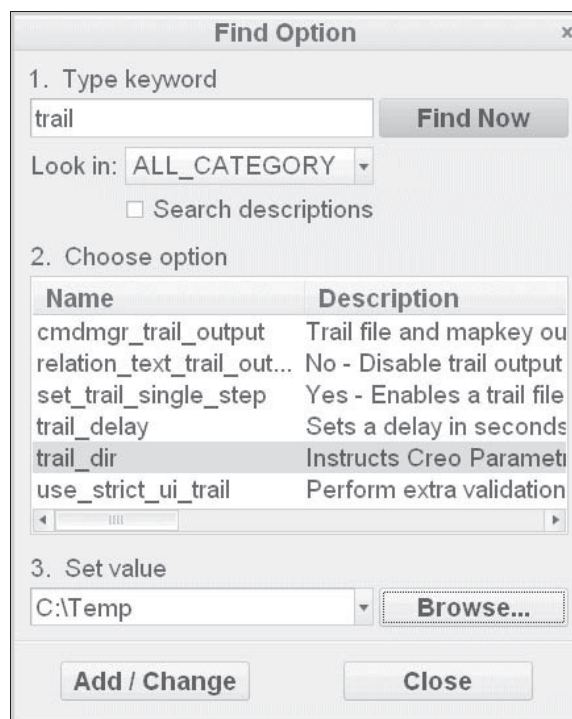 Find Option
1. Type keyword
trail
Find Now
Look in: ALL_CATEGORY
Search descriptions
2. Choose option
Name Description
cmdmgr_trail_output Trail file and mapkey ou
relation_text_trail_out... No - Disable trail output
set_trail_single_step Yes - Enables a trail file
trail_delay Sets a delay in seconds
trail_dir Instructs Creo Parameti
use_strict_ui_trail Perform extra validation
3. Set value
C:\Temp
Browse...
Add / Change Close